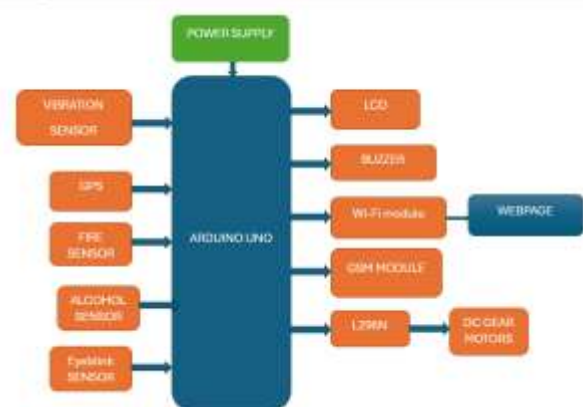 POWER SUPPLY
VIBRATION
SENSOR
GPS
FIRE
SENSOR
ALCOHOL
SENSOR
Eyeblink
SENSOR
ARDUINO UNO
LCD
BUZZER
Wi-Fi module
WEBPAGE
GSM MODULE
L298N
DC GEAR
MOTORS